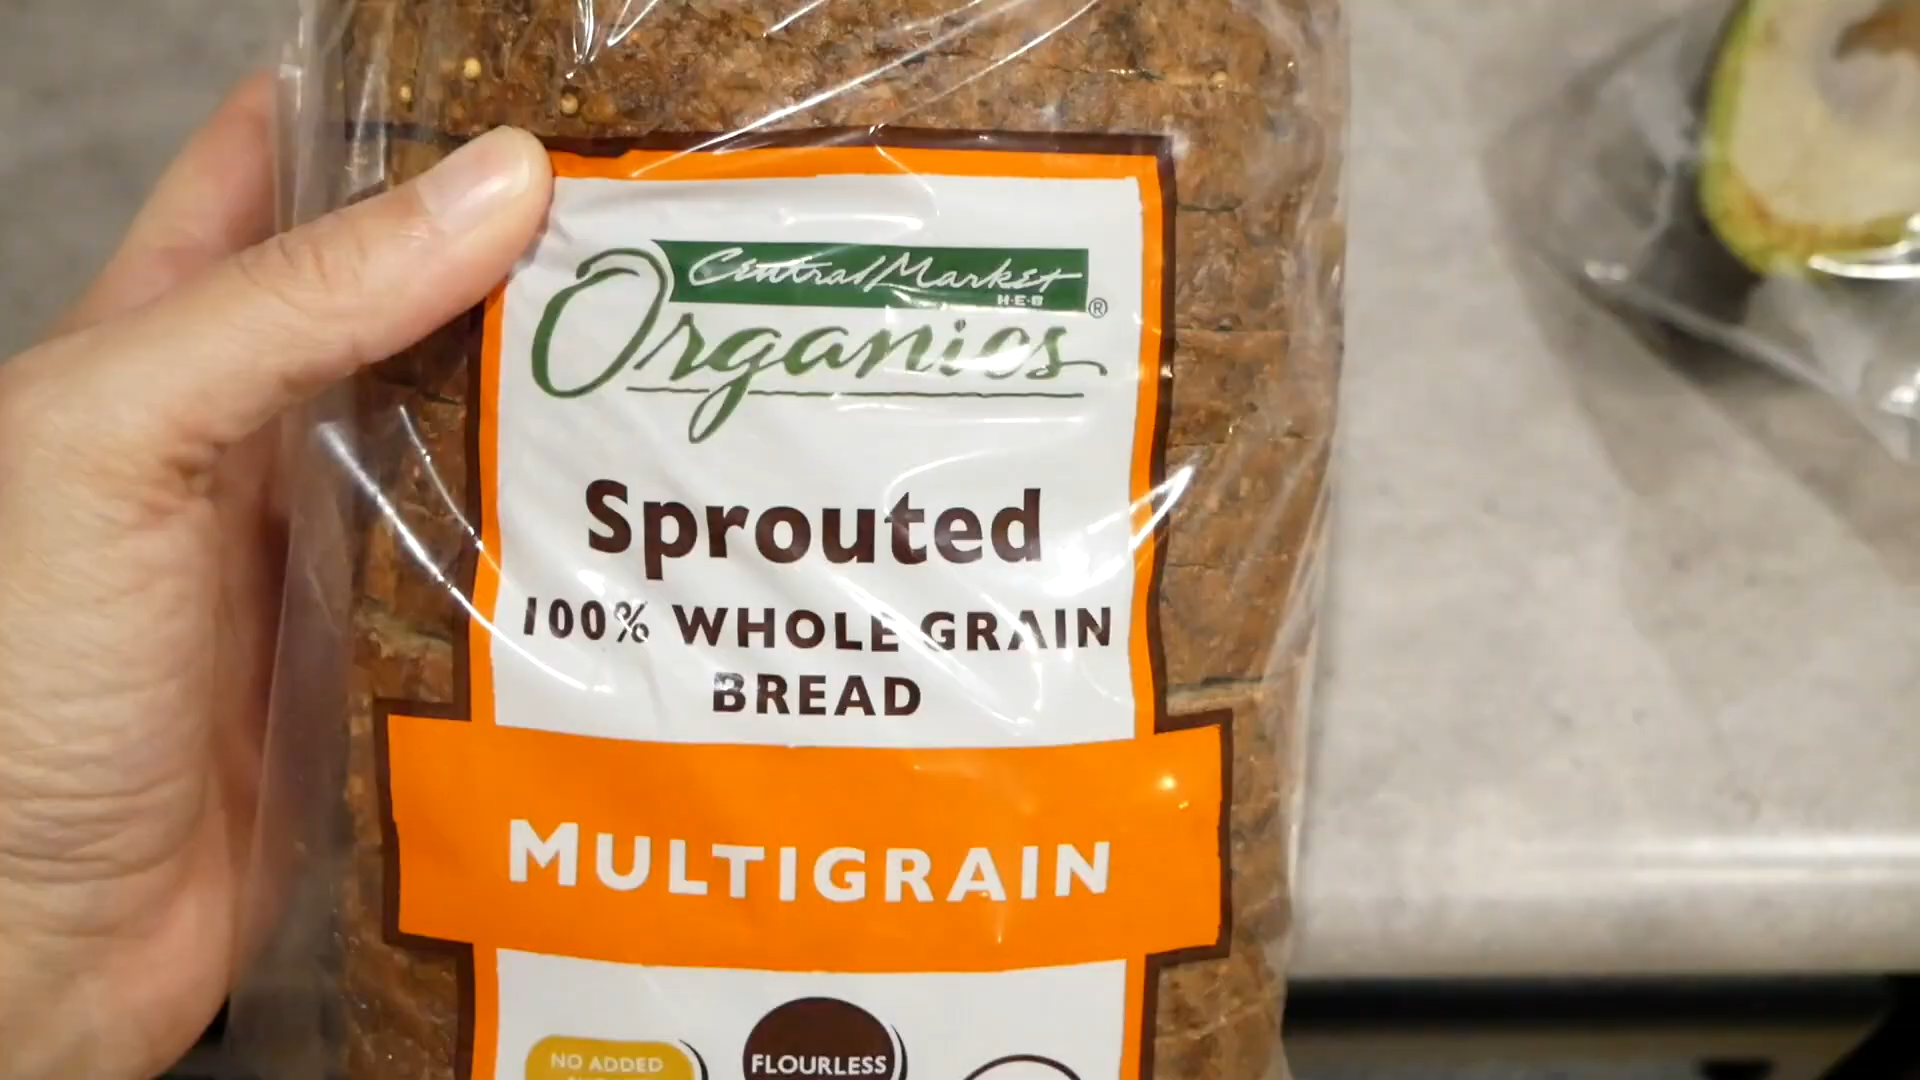 Central Market
H-E-B
Organics®
Sprouted
100% WHOLE GRAIN
BREAD
MULTIGRAIN
NO ADDED
FLOURLESS